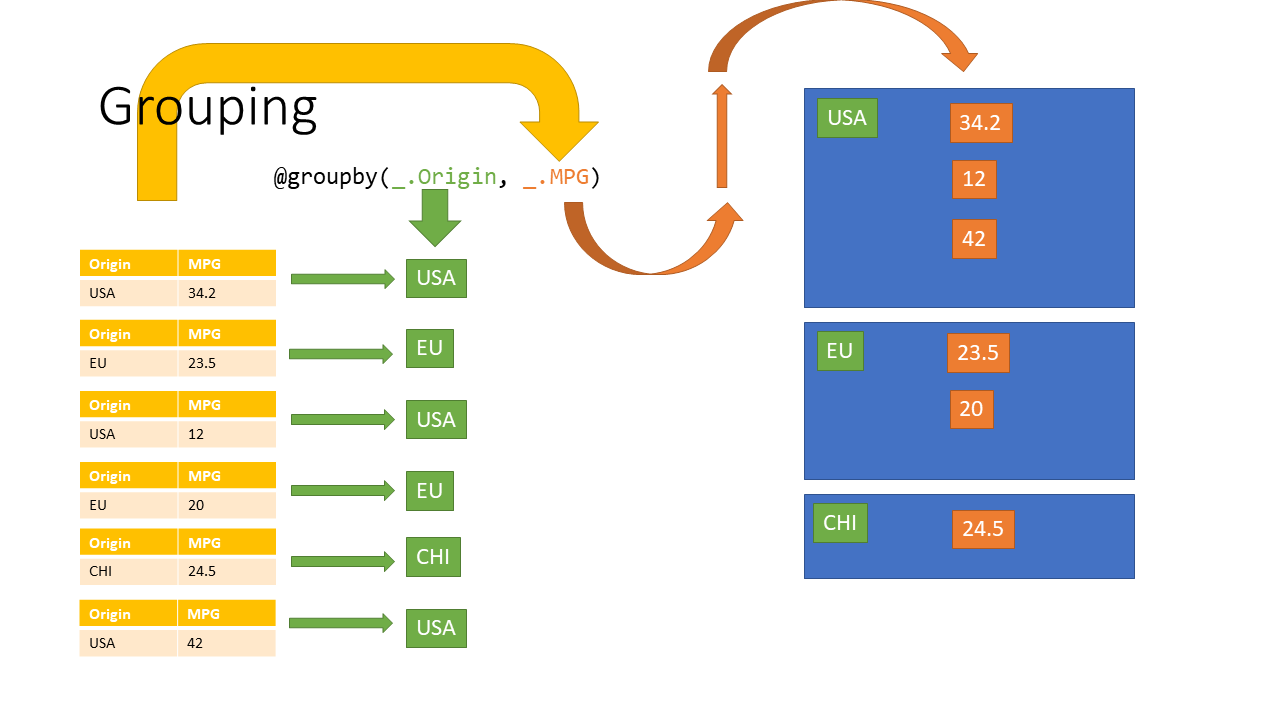 Grouping
@groupby(_.Origin, _.MPG)
Origin MPG
USA 34.2
USA
Origin MPG
EU 23.5
EU
Origin MPG
USA 12
USA
Origin MPG
EU 20
EU
Origin MPG
CHI 24.5
CHI
Origin MPG
USA 42
USA
USA 34.2
12
42
EU 23.5
20
CHI 24.5